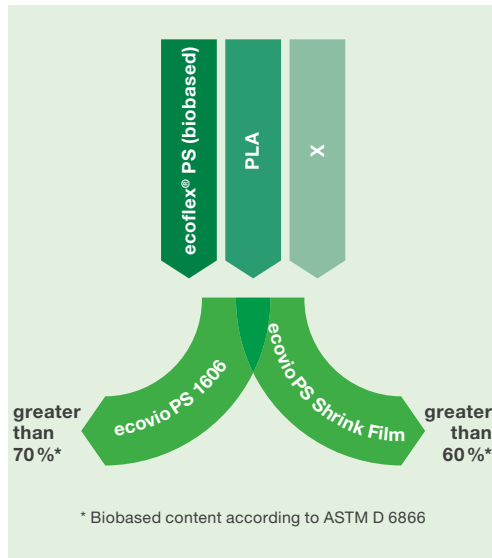 ecoflex® PS (biobased)
PLA
X
ecovio PS 1606
ecovio PS Shrink Film
greater
than
70 %*
greater
than
60 %*
* Biobased content according to ASTM D 6866